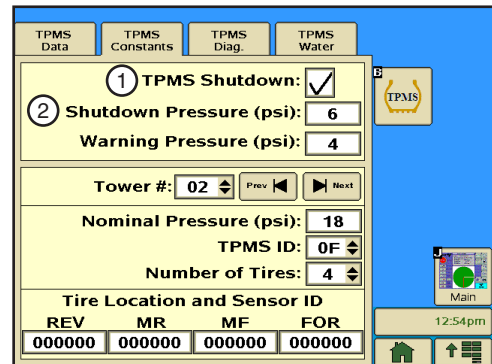 TPMS Data
TPMS Constants
TPMS Diag.
TPMS Water
1 TPMS Shutdown:
2 Shutdown Pressure (psi): 6
Warning Pressure (psi): 4
B
TPMS
Tower #: 02 Prev Next
Nominal Pressure (psi): 18
TPMS ID: 0F
Number of Tires: 4
Tire Location and Sensor ID
REV MR MF FOR
000000 000000 000000 000000
J
Main
12:54pm